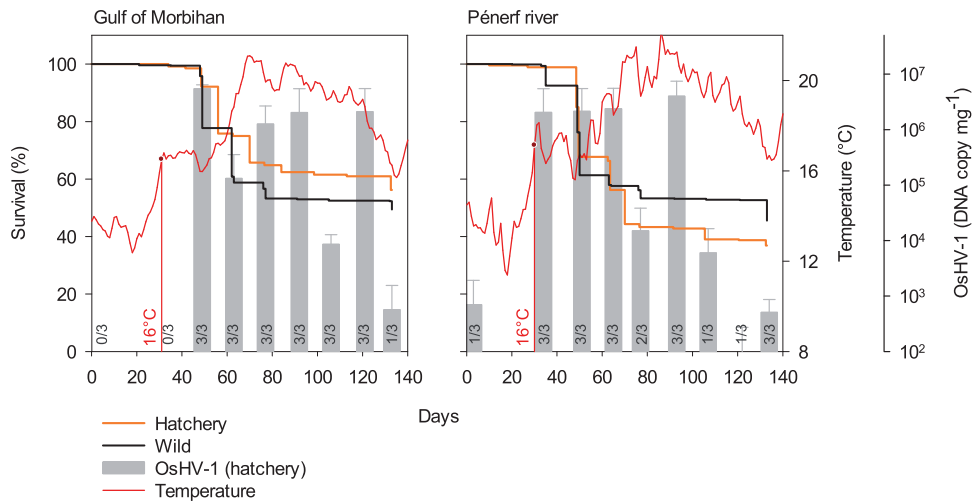 Gulf of Morbihan
Pénerf river
100
80
60
40
20
0
Survival (%)
0/3
16°C
0/3
3/3
3/3
3/3
3/3
3/3
3/3
1/3
0 20 40 60 80 100 120 140
1/3
16°C
3/3
3/3
3/3
2/3
3/3
1/3
1/3
3/3
0 20 40 60 80 100 120 140
20
16
12
8
Temperature (°C)
10⁷
10⁶
10⁵
10⁴
10³
10²
OsHV-1 (DNA copy mg⁻¹)
Days
Hatchery
Wild
OsHV-1 (hatchery)
Temperature